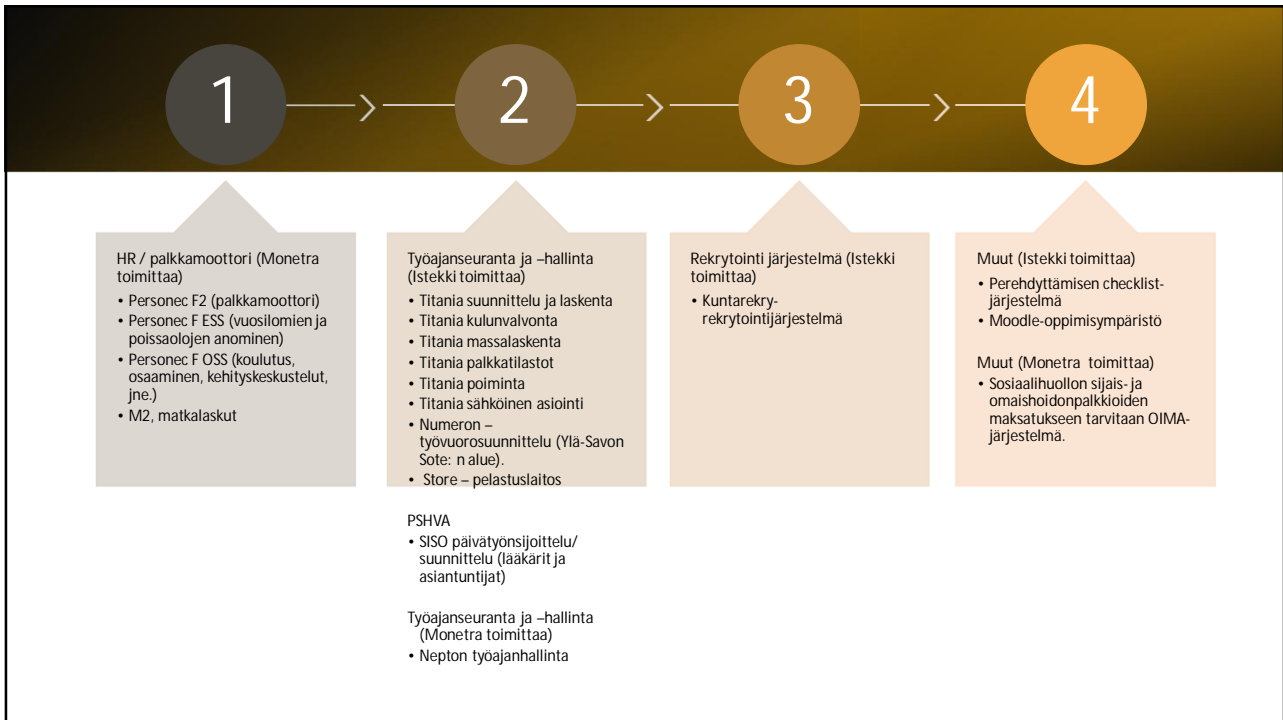 1
2
3
4
HR / palkkamoottori (Monetra
toimittaa)
• Personec F2 (palkkamoottori)
• Personec F ESS (vuosilomien ja
poissaolojen anominen)
• Personec F OSS (koulutus,
osaaminen, kehityskeskustelut,
jne.)
• M2, matkalaskut
Työajanseuranta ja –hallinta
(Istekki toimittaa)
• Titania suunnittelu ja laskenta
• Titania kulunvalvonta
• Titania massalaskenta
• Titania palkkatilastot
• Titania poiminta
• Titania sähköinen asiointi
• Numeron –
työvuorosuunnittelu (Ylä-Savon
Sote: n alue).
• Store – pelastuslaitos
PSHVA
• SISO päivätyönsijoittelu/
suunnittelu (lääkärit ja
asiantuntijat)
Työajanseuranta ja –hallinta
(Monetra toimittaa)
• Nepton työajanhallinta
Rekrytointi järjestelmä (Istekki
toimittaa)
• Kuntarekry-
rekrytointijärjestelmä
Muut (Istekki toimittaa)
• Perehdyttämisen checklist-
järjestelmä
• Moodle-oppimisympäristö
Muut (Monetra toimittaa)
• Sosiaalihuollon sijais- ja
omaishoidonpalkkioiden
maksatukseen tarvitaan OIMA-
järjestelmä.